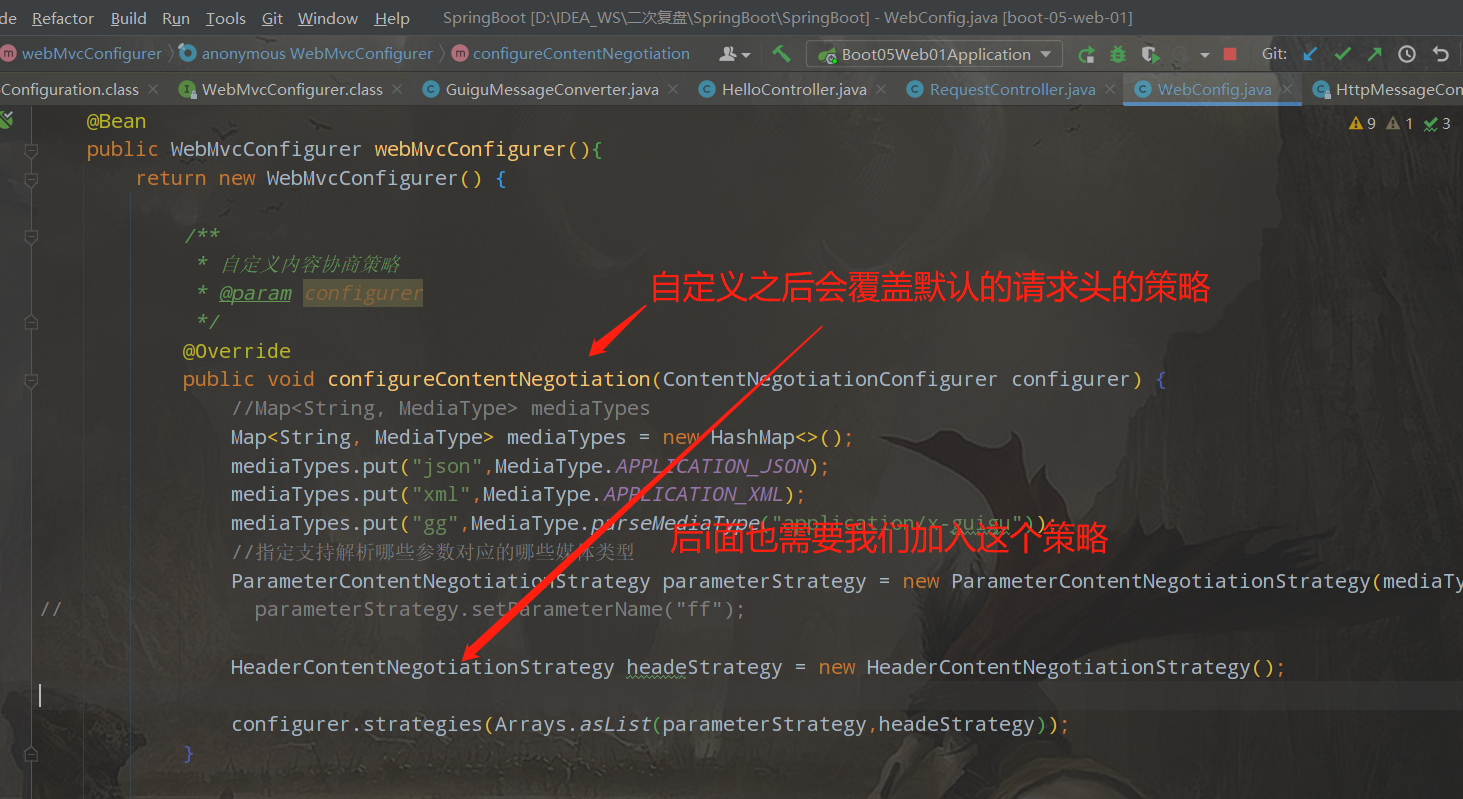 de Refactor Build Run Tools Git Window Help SpringBoot [D:\IDEA_WS\二次复盘\SpringBoot\SpringBoot] - WebConfig.java [boot-05-web-01]
webMvcConfigurer anonymous WebMvcConfigurer configureContentNegotiation Boot05Web01Application Git:
Configuration.class WebMvcConfigurer.class GuiguMessageConverter.java HelloController.java RequestController.java WebConfig.java HttpMessageCon
@Bean 9 1 3
public WebMvcConfigurer webMvcConfigurer(){
return new WebMvcConfigurer() {
/**
* 自定义内容协商策略
自定义之后会覆盖默认的请求头的策略
* @param configurer
*/
@Override
public void configureContentNegotiation(ContentNegotiationConfigurer configurer) {
//Map<String, MediaType> mediaTypes
Map<String, MediaType> mediaTypes = new HashMap<>();
mediaTypes.put("json",MediaType.APPLICATION_JSON);
mediaTypes.put("xml",MediaType.APPLICATION_XML);
mediaTypes.put("gg",MediaType.parseMediaType("application/x-guigu"));
后i面也需要我们加入这个策略
//指定支持解析哪些参数对应的哪些媒体类型
ParameterContentNegotiationStrategy parameterStrategy = new ParameterContentNegotiationStrategy(mediaTy
// parameterStrategy.setParameterName("ff");
HeaderContentNegotiationStrategy headeStrategy = new HeaderContentNegotiationStrategy();
configurer.strategies(Arrays.asList(parameterStrategy,headeStrategy));
}